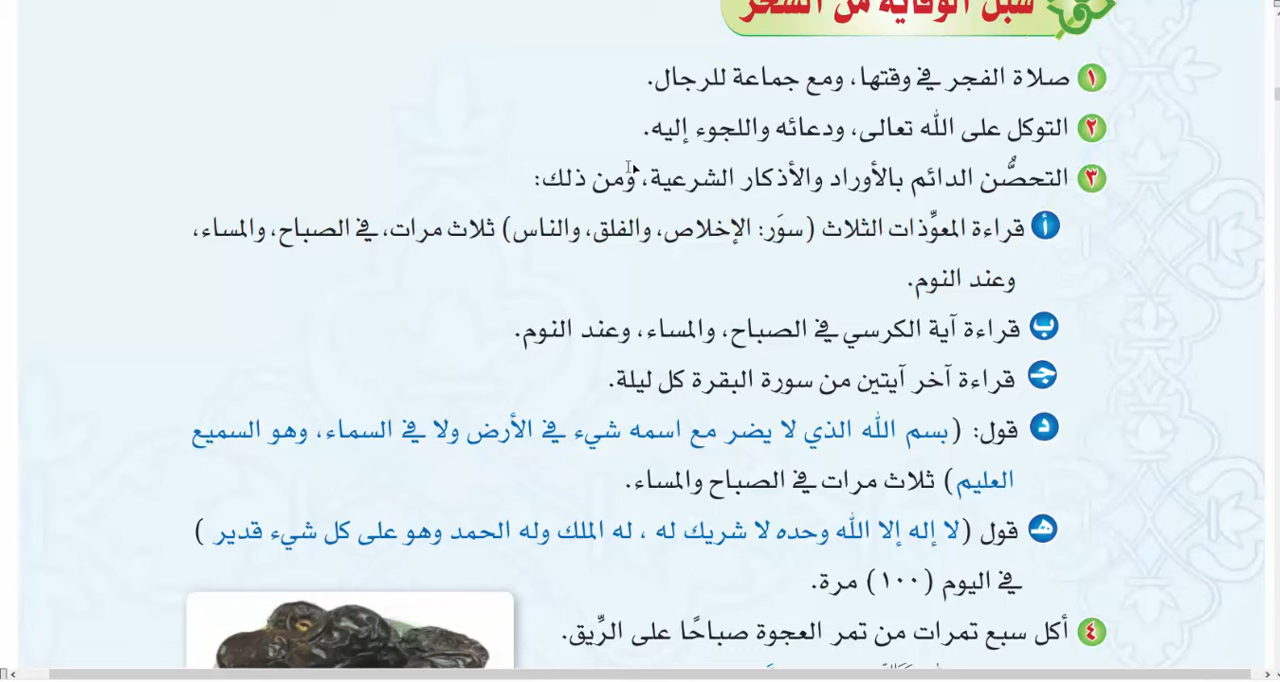 سبل الوقاية من السحر
١ صلاة الفجر في وقتها، ومع جماعة للرجال.
٢ التوكل على الله تعالى، ودعائه واللجوء إليه.
٣ التحصُّن الدائم بالأوراد والأذكار الشرعية، ومن ذلك:
أ قراءة المعوِّذات الثلاث (سوَر: الإخلاص، والفلق، والناس) ثلاث مرات، في الصباح، والمساء،
وعند النوم.
ب قراءة آية الكرسي في الصباح، والمساء، وعند النوم.
جـ قراءة آخر آيتين من سورة البقرة كل ليلة.
د قول: (بسم الله الذي لا يضر مع اسمه شيء في الأرض ولا في السماء، وهو السميع
العليم) ثلاث مرات في الصباح والمساء.
هـ قول (لا إله إلا الله وحده لا شريك له ، له الملك وله الحمد وهو على كل شيء قدير )
في اليوم (١٠٠) مرة.
٤ أكل سبع تمرات من تمر العجوة صباحًا على الرِّيق.